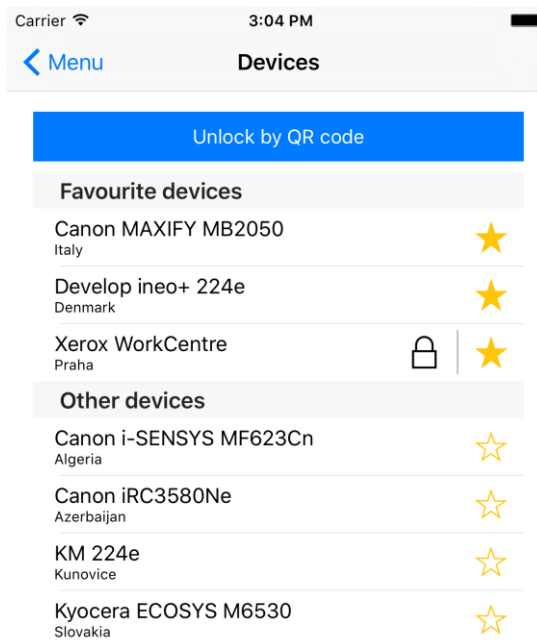 Carrier 3:04 PM
Menu Devices
Unlock by QR code
Favourite devices
Canon MAXIFY MB2050
Italy
Develop ineo+ 224e
Denmark
Xerox WorkCentre
Praha
Other devices
Canon i-SENSYS MF623Cn
Algeria
Canon iRC3580Ne
Azerbaijan
KM 224e
Kunovice
Kyocera ECOSYS M6530
Slovakia